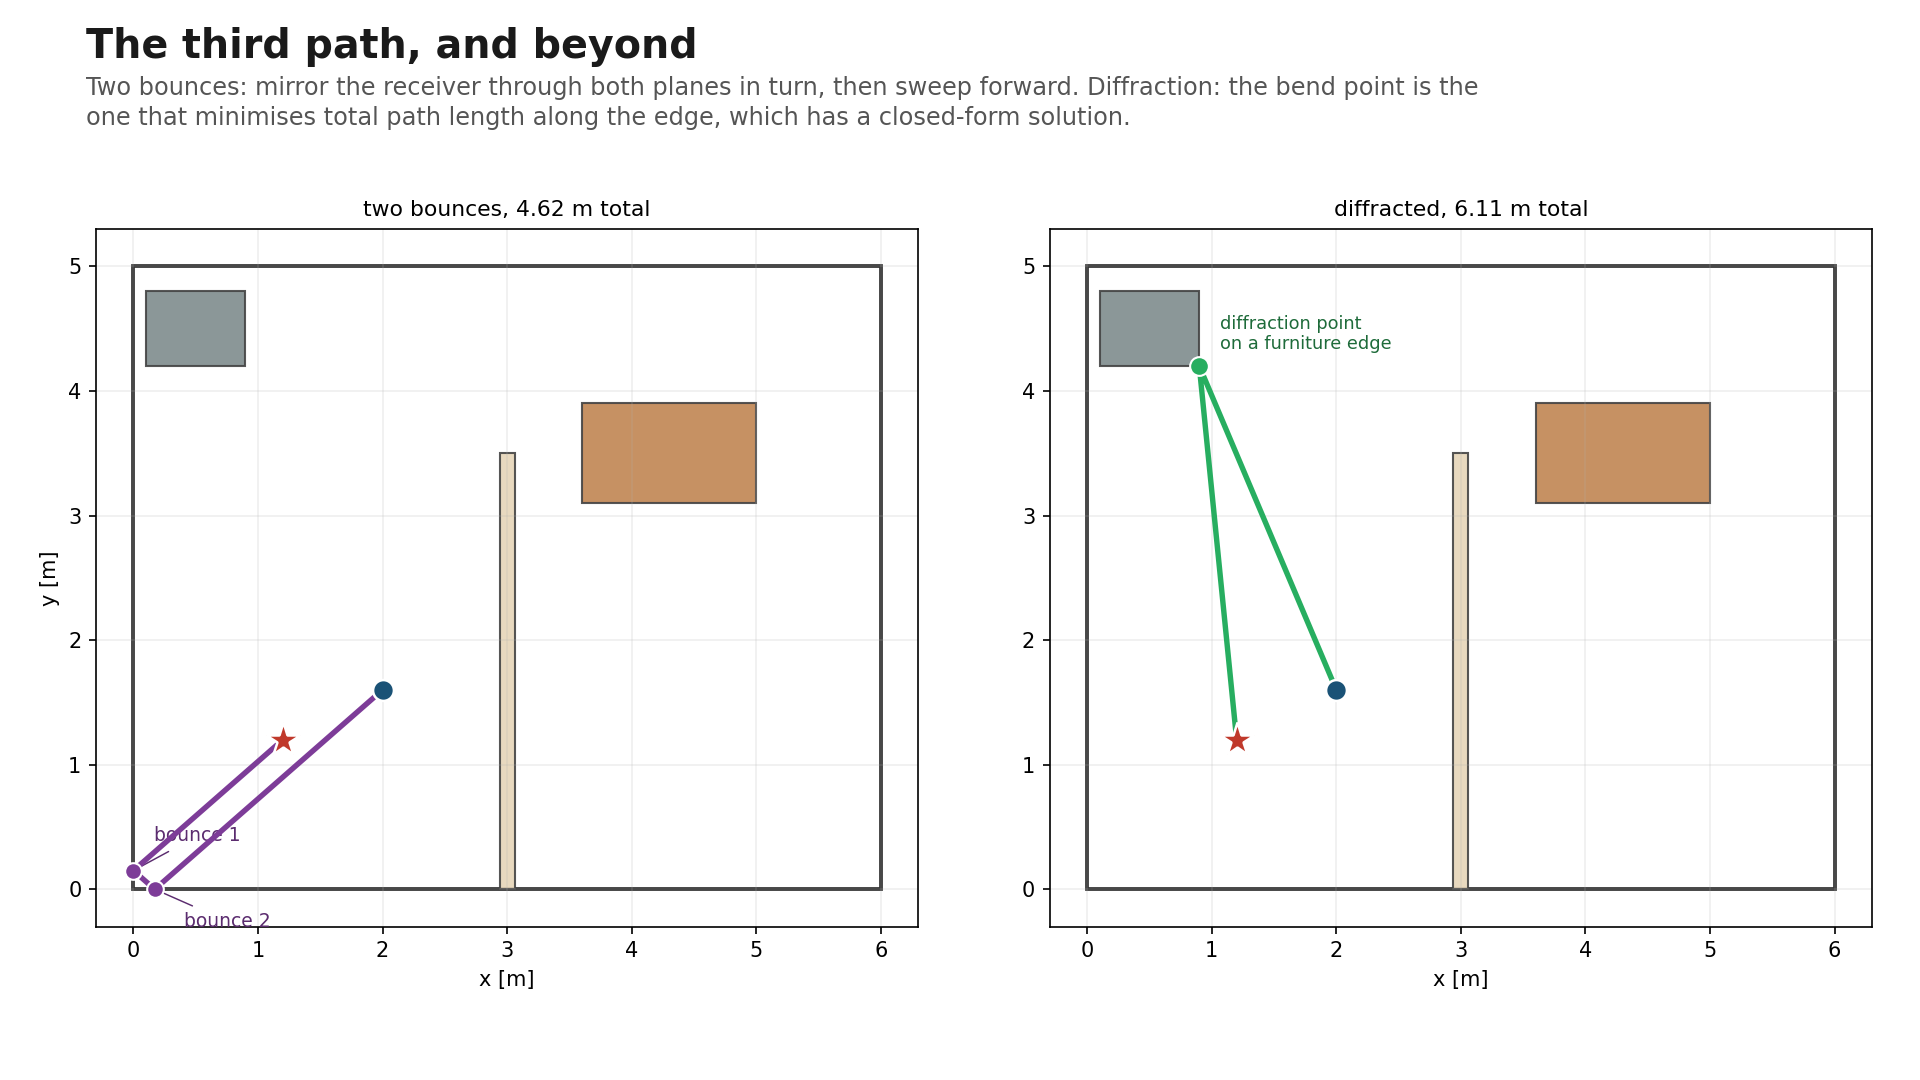 The third path, and beyond
Two bounces: mirror the receiver through both planes in turn, then sweep forward. Diffraction: the bend point is the
one that minimises total path length along the edge, which has a closed-form solution.
two bounces, 4.62 m total
5
4
3
2
1
0
y [m]
bounce 1
bounce 2
0 1 2 3 4 5 6
x [m]
diffracted, 6.11 m total
5
4
3
2
1
0
diffraction point
on a furniture edge
0 1 2 3 4 5 6
x [m]